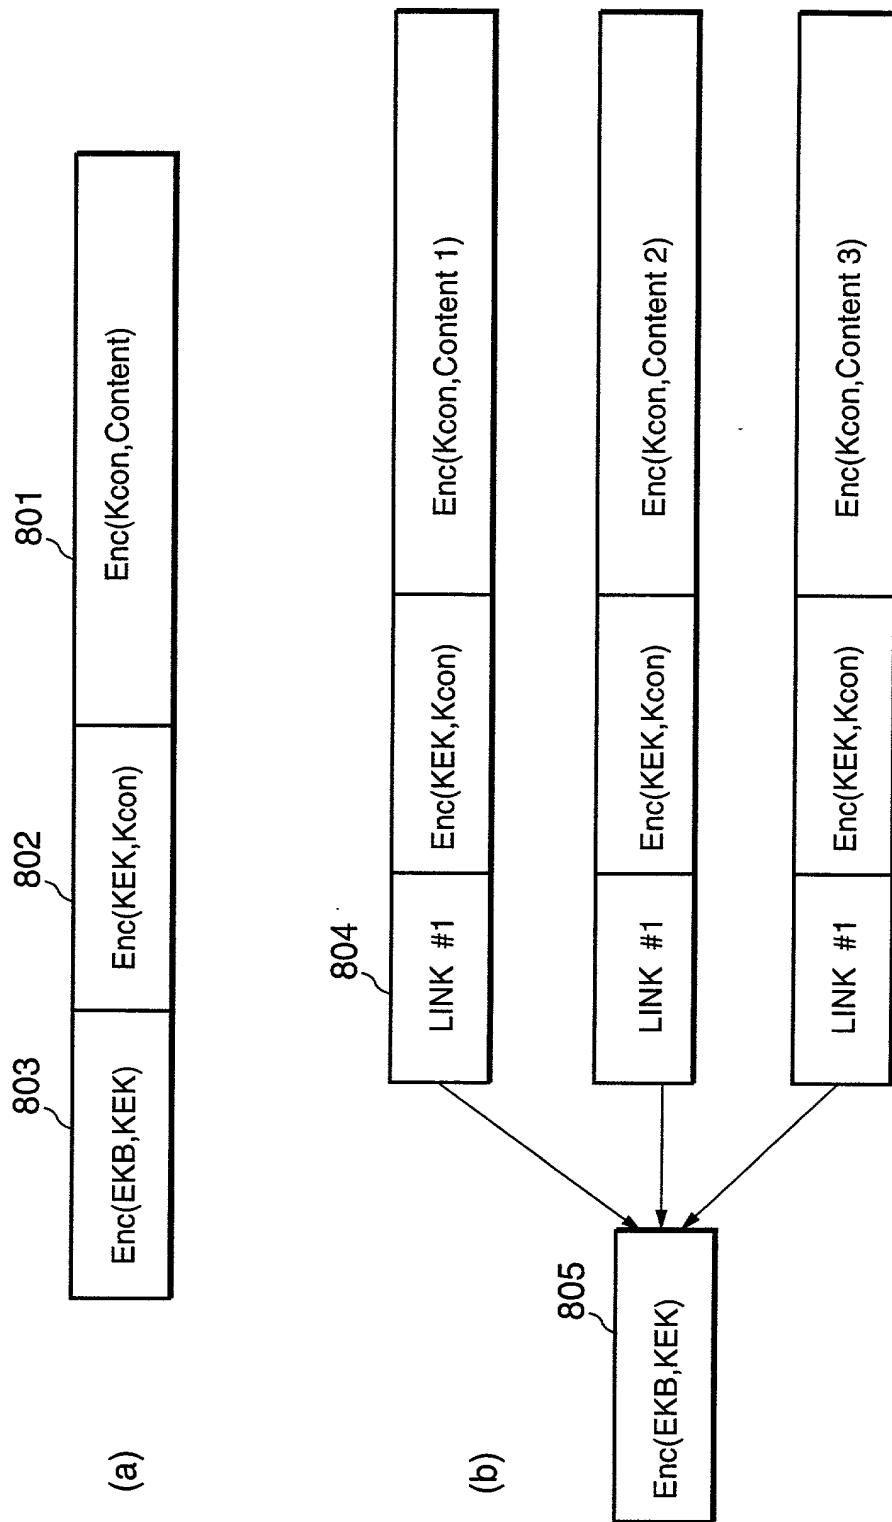 (a)
803
802
801
Enc(EKB,KEK)
Enc(KEK,Kcon)
Enc(Kcon,Content)
(b)
804
LINK #1
Enc(KEK,Kcon)
Enc(Kcon,Content 1)
805
Enc(EKB,KEK)
LINK #1
Enc(KEK,Kcon)
Enc(Kcon,Content 2)
LINK #1
Enc(KEK,Kcon)
Enc(Kcon,Content 3)